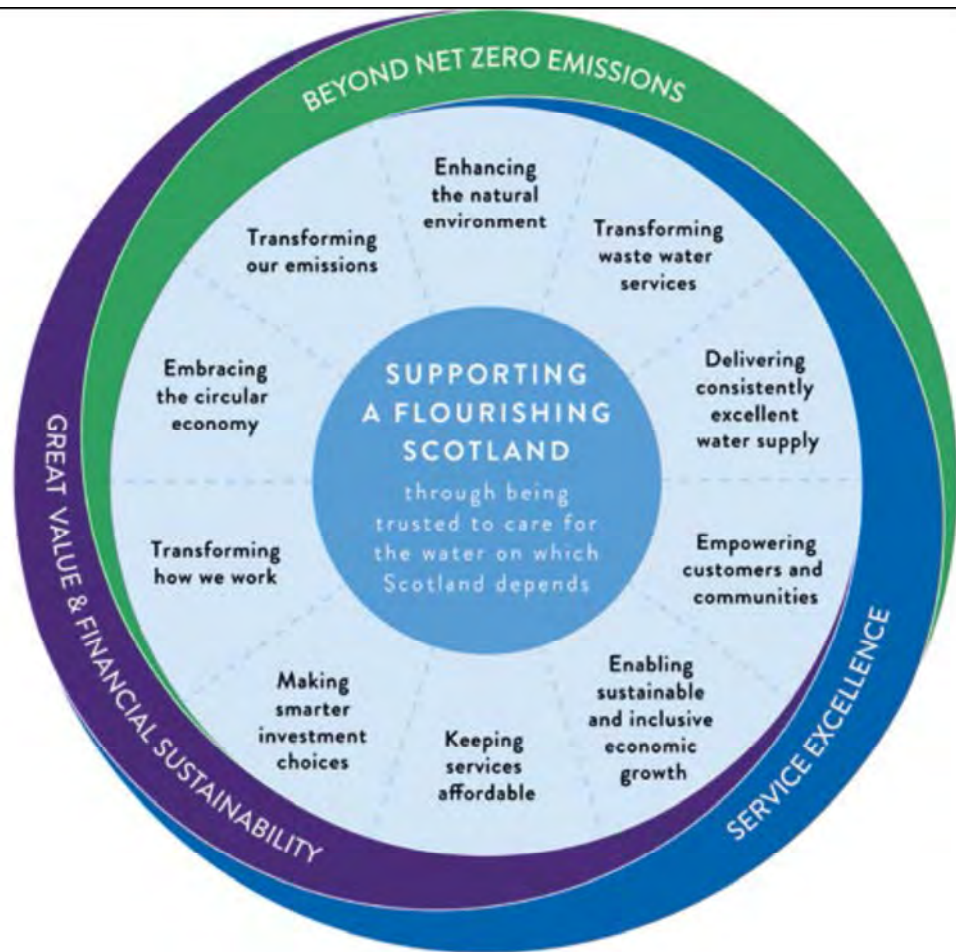 BEYOND NET ZERO EMISSIONS
Enhancing
the natural
environment
Transforming
waste water
services
Delivering
consistently
excellent
water supply
Empowering
customers and
communities
Enabling
sustainable
and inclusive
economic
growth
Keeping
services
affordable
Making
smarter
investment
choices
Transforming
how we work
Embracing
the circular
economy
Transforming
our emissions
SUPPORTING
A FLOURISHING
SCOTLAND
through being
trusted to care for
the water on which
Scotland depends
SERVICE EXCELLENCE
GREAT VALUE & FINANCIAL SUSTAINABILITY